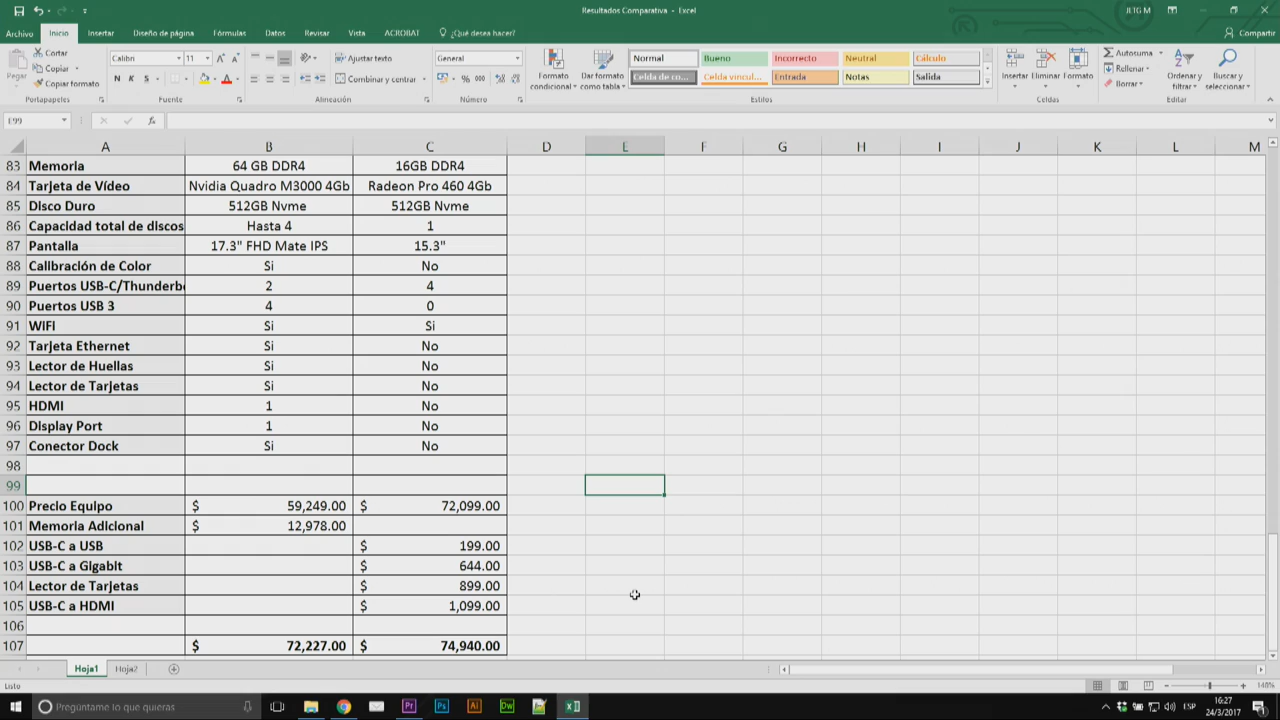 Resultados Comparativa - Excel
JLTG M
Archivo Inicio Insertar Diseño de página Fórmulas Datos Revisar Vista ACROBAT ¿Qué desea hacer? Compartir
Pegar
Cortar
Copiar
Copiar formato
Portapapeles
Calibri 11
N K S
Fuente
Ajustar texto
Combinar y centrar
Alineación
General
$ % 000
Número
Formato condicional
Dar formato como tabla
Normal Bueno Incorrecto Neutral Cálculo
Celda de co... Celda vincul... Entrada Notas Salida
Estilos
Insertar Eliminar Formato
Celdas
Autosuma
Rellenar
Borrar
Ordenar y filtrar
Buscar y seleccionar
Editar
E99 fx
A B C D E F G H I J K L M
83 Memoria 64 GB DDR4 16GB DDR4
84 Tarjeta de Vídeo Nvidia Quadro M3000 4Gb Radeon Pro 460 4Gb
85 Disco Duro 512GB Nvme 512GB Nvme
86 Capacidad total de discos Hasta 4 1
87 Pantalla 17.3" FHD Mate IPS 15.3"
88 Calibración de Color Si No
89 Puertos USB-C/Thunderb 2 4
90 Puertos USB 3 4 0
91 WIFI Si Si
92 Tarjeta Ethernet Si No
93 Lector de Huellas Si No
94 Lector de Tarjetas Si No
95 HDMI 1 No
96 Display Port 1 No
97 Conector Dock Si No
98
99
100 Precio Equipo $ 59,249.00 $ 72,099.00
101 Memoria Adicional $ 12,978.00
102 USB-C a USB $ 199.00
103 USB-C a Gigabit $ 644.00
104 Lector de Tarjetas $ 899.00
105 USB-C a HDMI $ 1,099.00
106
107 $ 72,227.00 $ 74,940.00
Hoja1 Hoja2
Listo
140%
Pregúntame lo que quieras
Pr Ps Ai Dw
ESP
16:27
24/3/2017